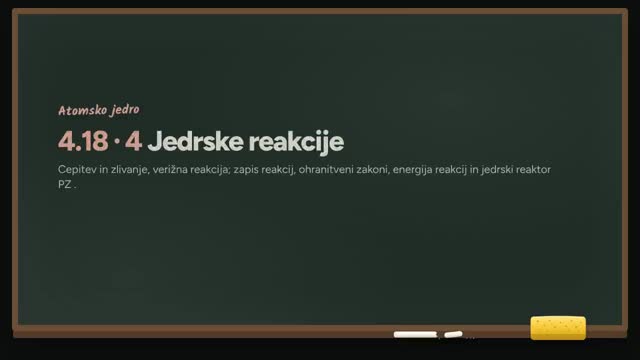 Atomsko jedro
4.18 · 4 Jedrske reakcije
Cepitev in zlivanje, verižna reakcija; zapis reakcij, ohranitveni zakoni, energija reakcij in jedrski reaktor
PZ .